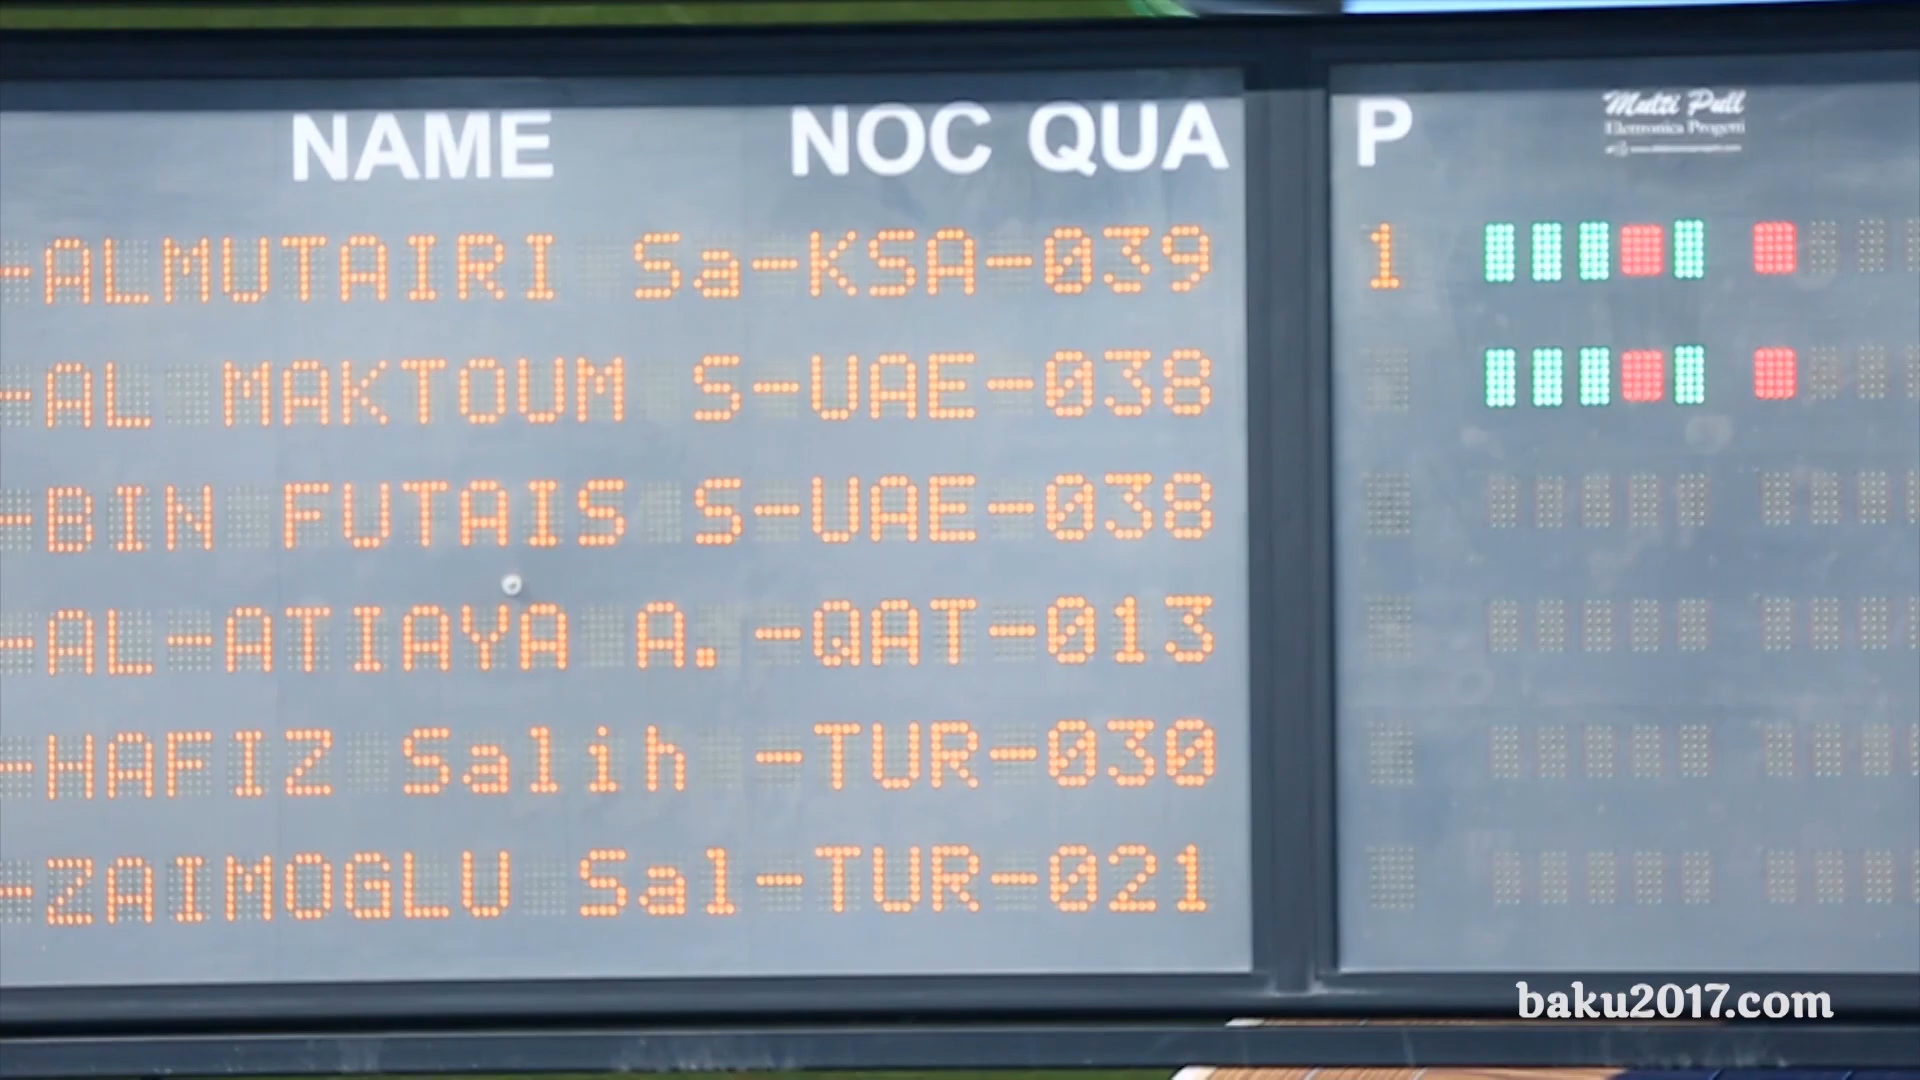 NAME NOC QUA P
Multi Pull
Elettronica Progetti
-ALMUTAIRI Sa-KSA-039 1
-AL MAKTOUM S-UAE-038
-BIN FUTAIS S-UAE-038
-AL-ATIAYA A.-QAT-013
-HAFIZ Salih -TUR-030
-ZAIMOGLU Sal-TUR-021
baku2017.com